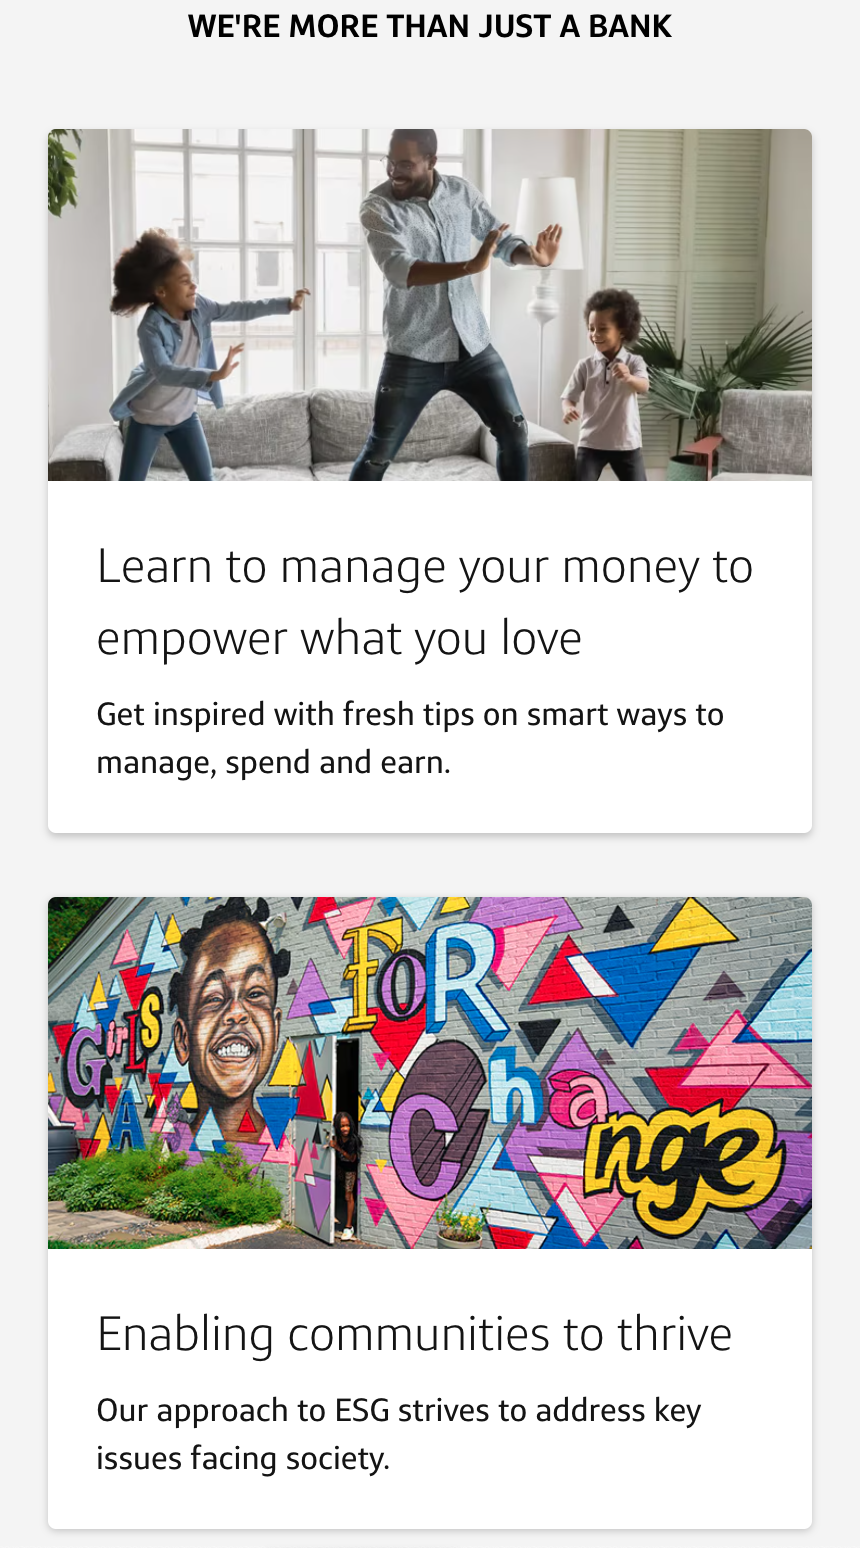 WE'RE MORE THAN JUST A BANK
Learn to manage your money to
empower what you love
Get inspired with fresh tips on smart ways to
manage, spend and earn.
GirLS
FoR
Change
Enabling communities to thrive
Our approach to ESG strives to address key
issues facing society.